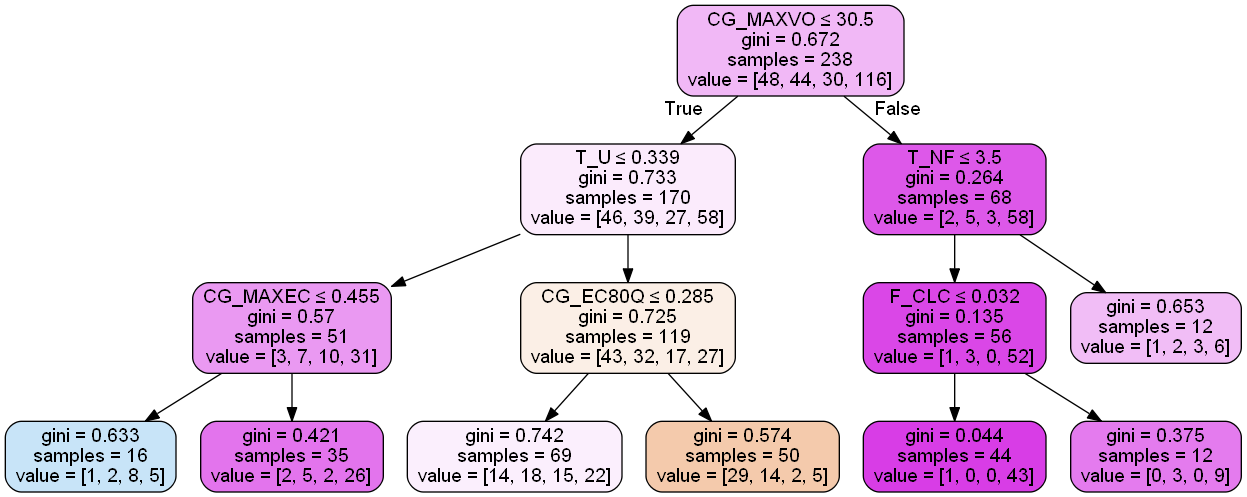 CG_MAXVO ≤ 30.5
gini = 0.672
samples = 238
value = [48, 44, 30, 116]
True
False
T_U ≤ 0.339
gini = 0.733
samples = 170
value = [46, 39, 27, 58]
T_NF ≤ 3.5
gini = 0.264
samples = 68
value = [2, 5, 3, 58]
CG_MAXEC ≤ 0.455
gini = 0.57
samples = 51
value = [3, 7, 10, 31]
CG_EC80Q ≤ 0.285
gini = 0.725
samples = 119
value = [43, 32, 17, 27]
F_CLC ≤ 0.032
gini = 0.135
samples = 56
value = [1, 3, 0, 52]
gini = 0.653
samples = 12
value = [1, 2, 3, 6]
gini = 0.633
samples = 16
value = [1, 2, 8, 5]
gini = 0.421
samples = 35
value = [2, 5, 2, 26]
gini = 0.742
samples = 69
value = [14, 18, 15, 22]
gini = 0.574
samples = 50
value = [29, 14, 2, 5]
gini = 0.044
samples = 44
value = [1, 0, 0, 43]
gini = 0.375
samples = 12
value = [0, 3, 0, 9]